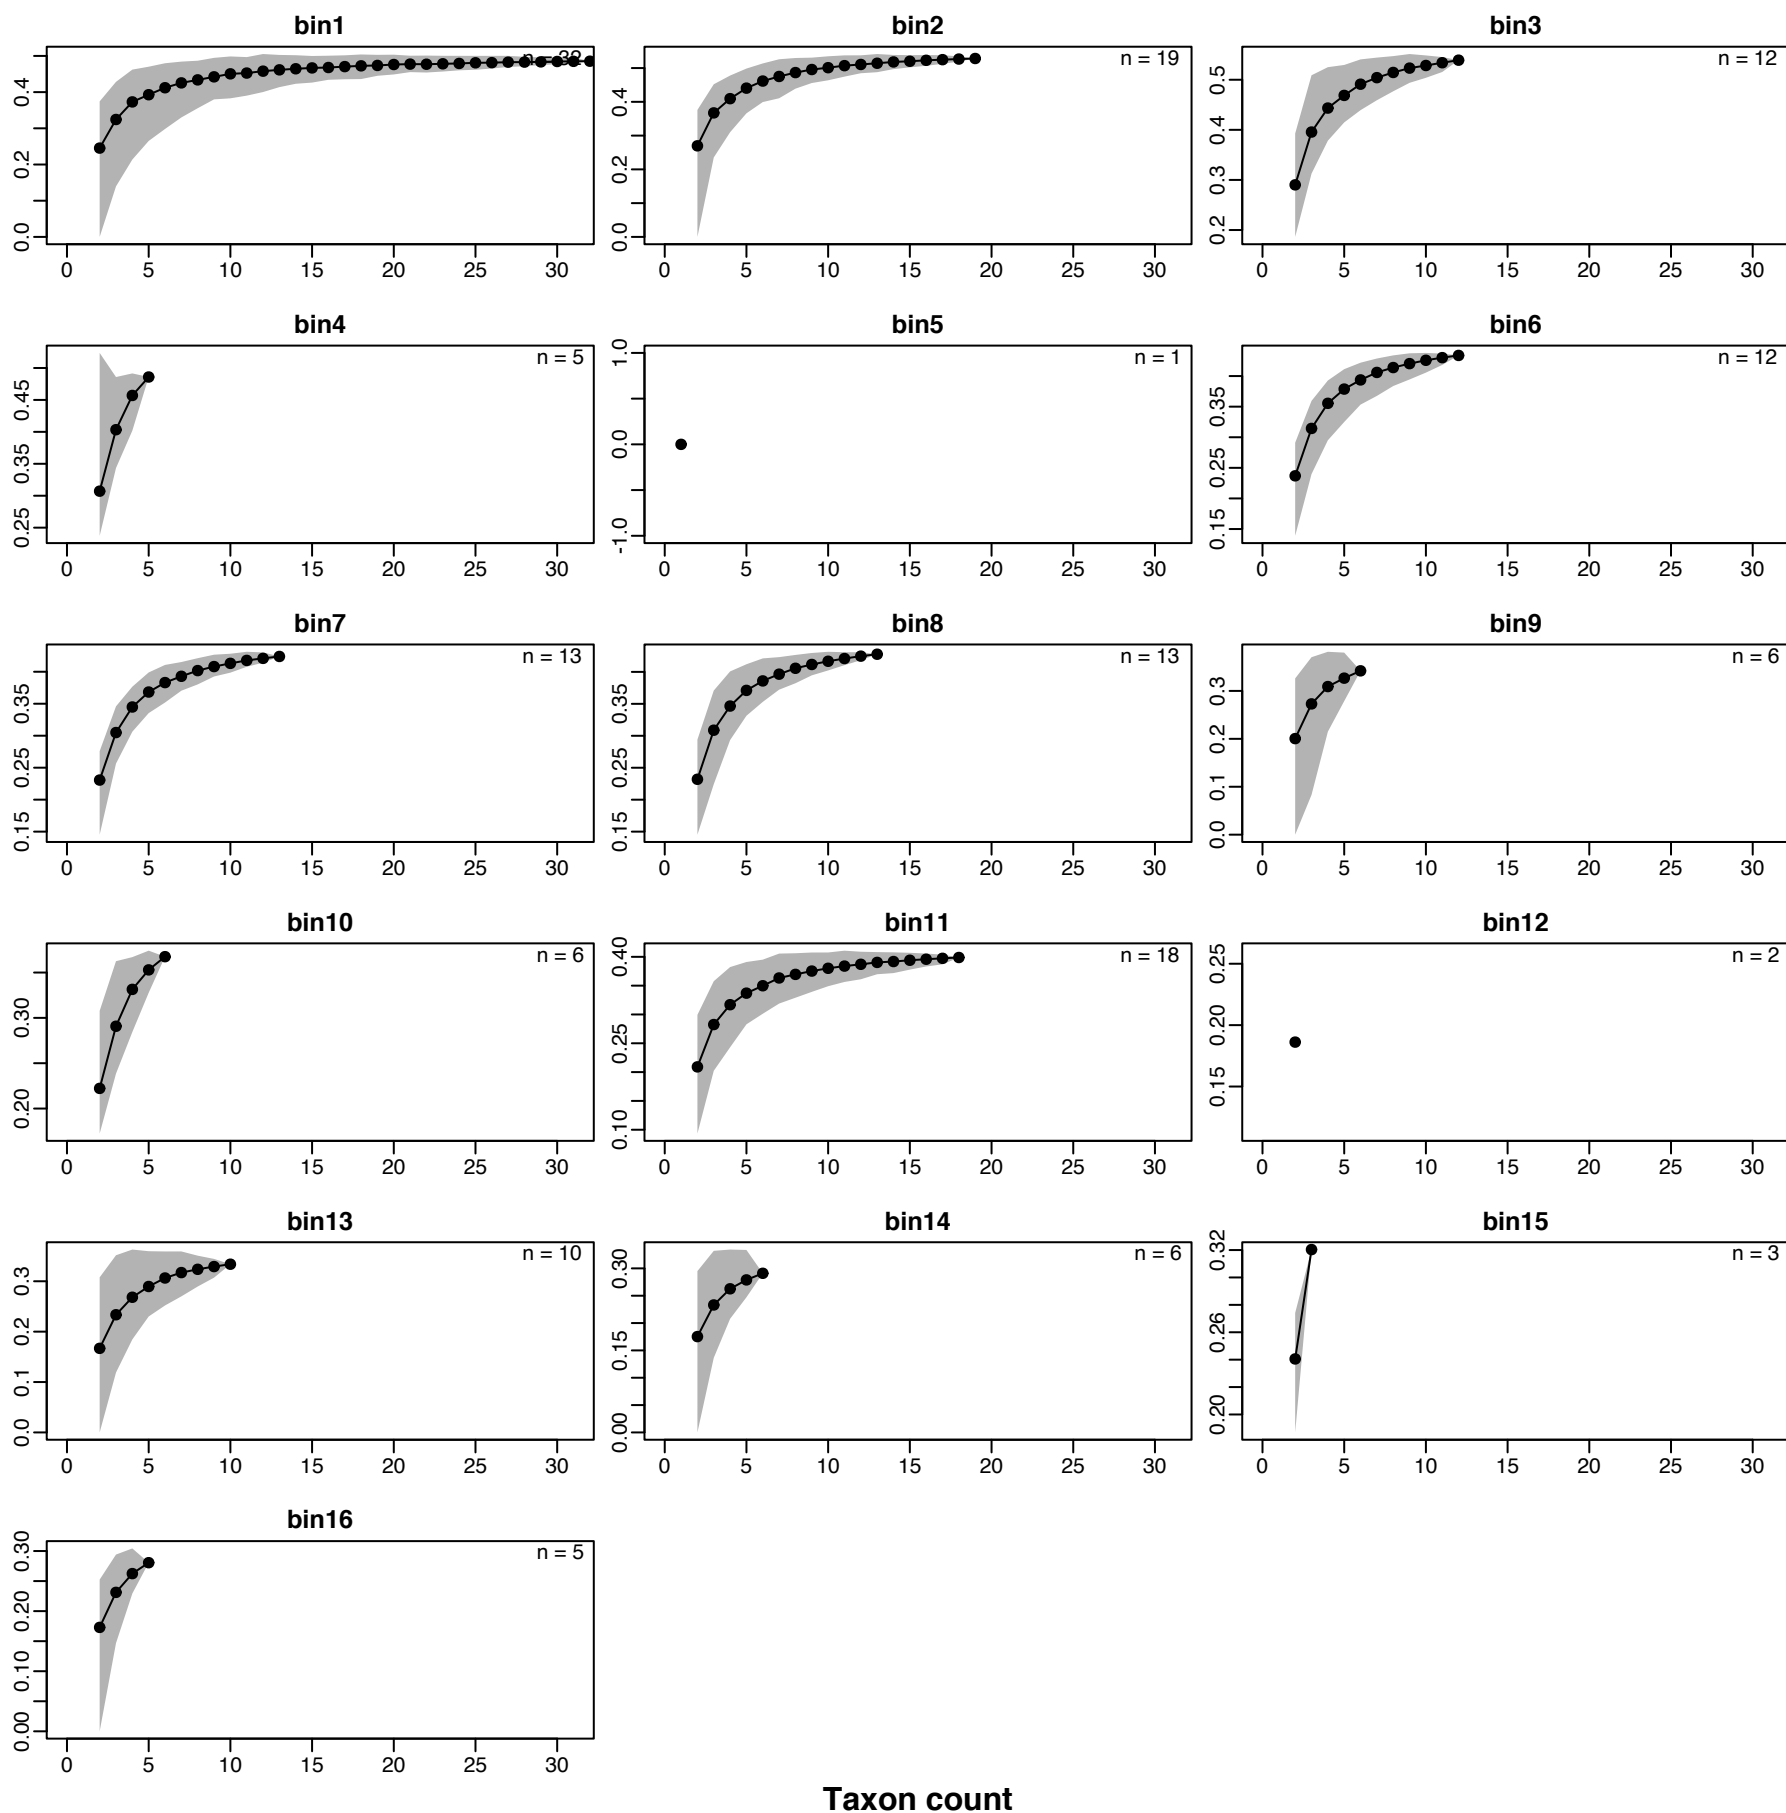 bin1
n = 32
0.0 0.2 0.4
0 5 10 15 20 25 30
bin2
n = 19
0.0 0.2 0.4
0 5 10 15 20 25 30
bin3
n = 12
0.2 0.3 0.4 0.5
0 5 10 15 20 25 30
bin4
n = 5
0.25 0.35 0.45
0 5 10 15 20 25 30
bin5
n = 1
-1.0 0.0 1.0
0 5 10 15 20 25 30
bin6
n = 12
0.15 0.25 0.35
0 5 10 15 20 25 30
bin7
n = 13
0.15 0.25 0.35
0 5 10 15 20 25 30
bin8
n = 13
0.15 0.25 0.35
0 5 10 15 20 25 30
bin9
n = 6
0.0 0.1 0.2 0.3
0 5 10 15 20 25 30
bin10
n = 6
0.20 0.30
0 5 10 15 20 25 30
bin11
n = 18
0.10 0.25 0.40
0 5 10 15 20 25 30
bin12
n = 2
0.15 0.20 0.25
0 5 10 15 20 25 30
bin13
n = 10
0.0 0.1 0.2 0.3
0 5 10 15 20 25 30
bin14
n = 6
0.00 0.15 0.30
0 5 10 15 20 25 30
bin15
n = 3
0.20 0.26 0.32
0 5 10 15 20 25 30
bin16
n = 5
0.00 0.10 0.20 0.30
0 5 10 15 20 25 30
Taxon count